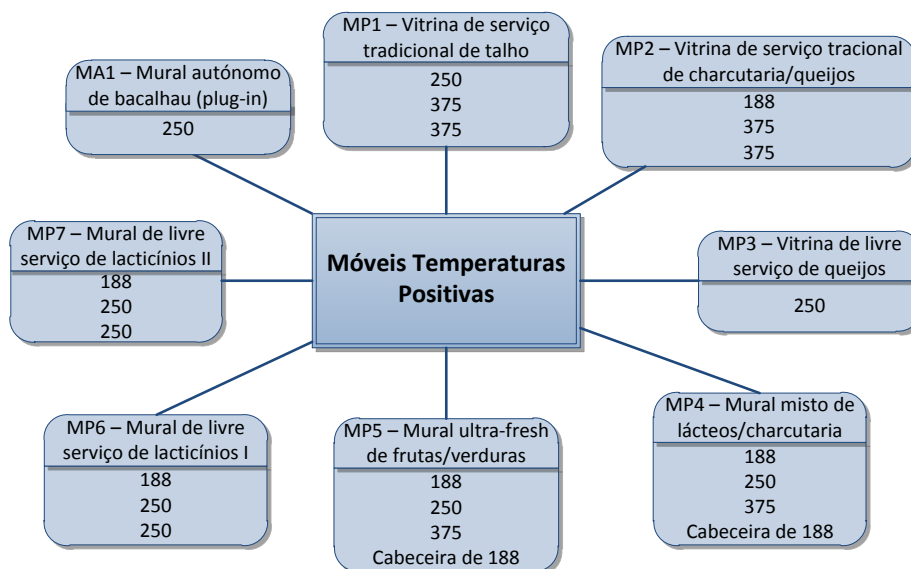 MP1 – Vitrina de serviço
tradicional de talho
250
375
375
MP2 – Vitrina de serviço tracional
de charcutaria/queijos
188
375
375
MA1 – Mural autónomo
de bacalhau (plug-in)
250
MP7 – Mural de livre
serviço de lacticínios II
188
250
250
Móveis Temperaturas
Positivas
MP3 – Vitrina de livre
serviço de queijos
250
MP6 – Mural de livre
serviço de lacticínios I
188
250
250
MP5 – Mural ultra-fresh
de frutas/verduras
188
250
375
Cabeceira de 188
MP4 – Mural misto de
lácteos/charcutaria
188
250
375
Cabeceira de 188